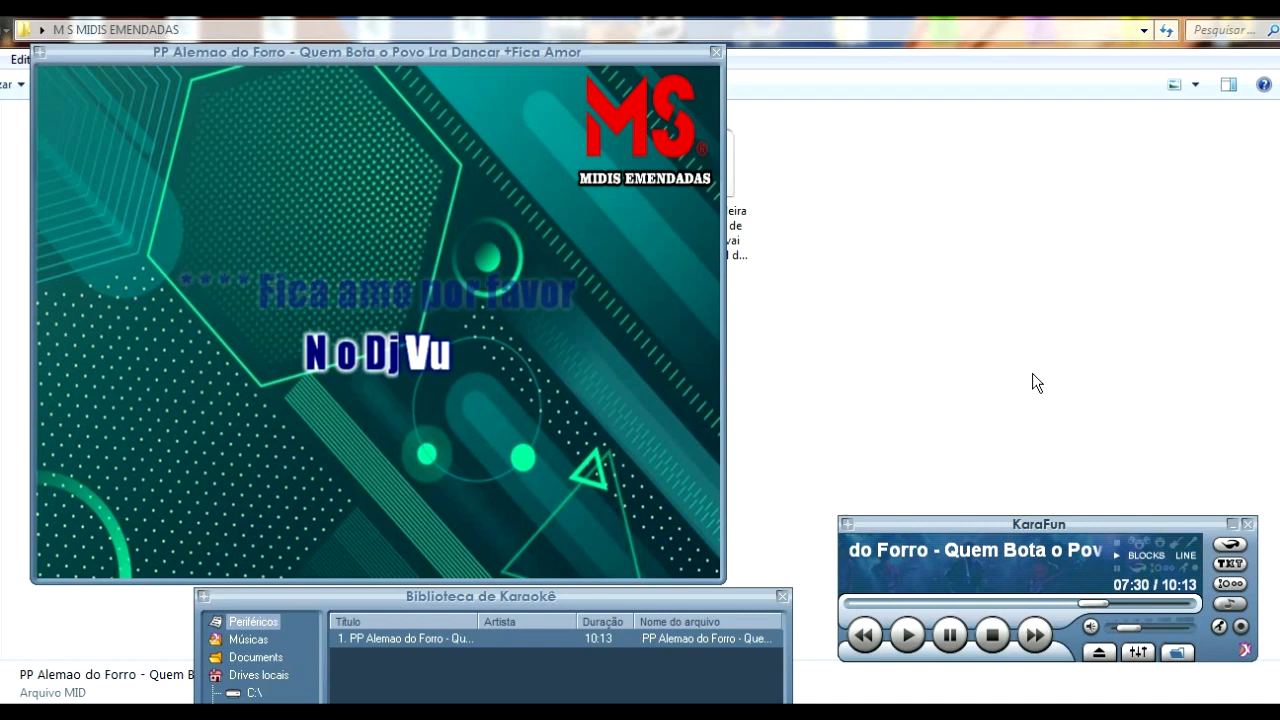 M S MIDIS EMENDADAS
Pesquisar ...
PP Alemao do Forro - Quem Bota o Povo Lra Dancar +Fica Amor
Edit
zar
MS
MIDIS EMENDADAS
eira
de
vai
d...
* * * * Fica amo por favor
N o Dj Vu
KaraFun
do Forro - Quem Bota o Pov
BLOCKS LINE
07:30 / 10:13
TXT
Biblioteca de Karaokê
Periféricos
Músicas
Documents
Drives locais
C:\
Título Artista Duração Nome do arquivo
1. PP Alemao do Forro - Qu... 10:13 PP Alemao do Forro - Que...
PP Alemao do Forro - Quem B
Arquivo MID